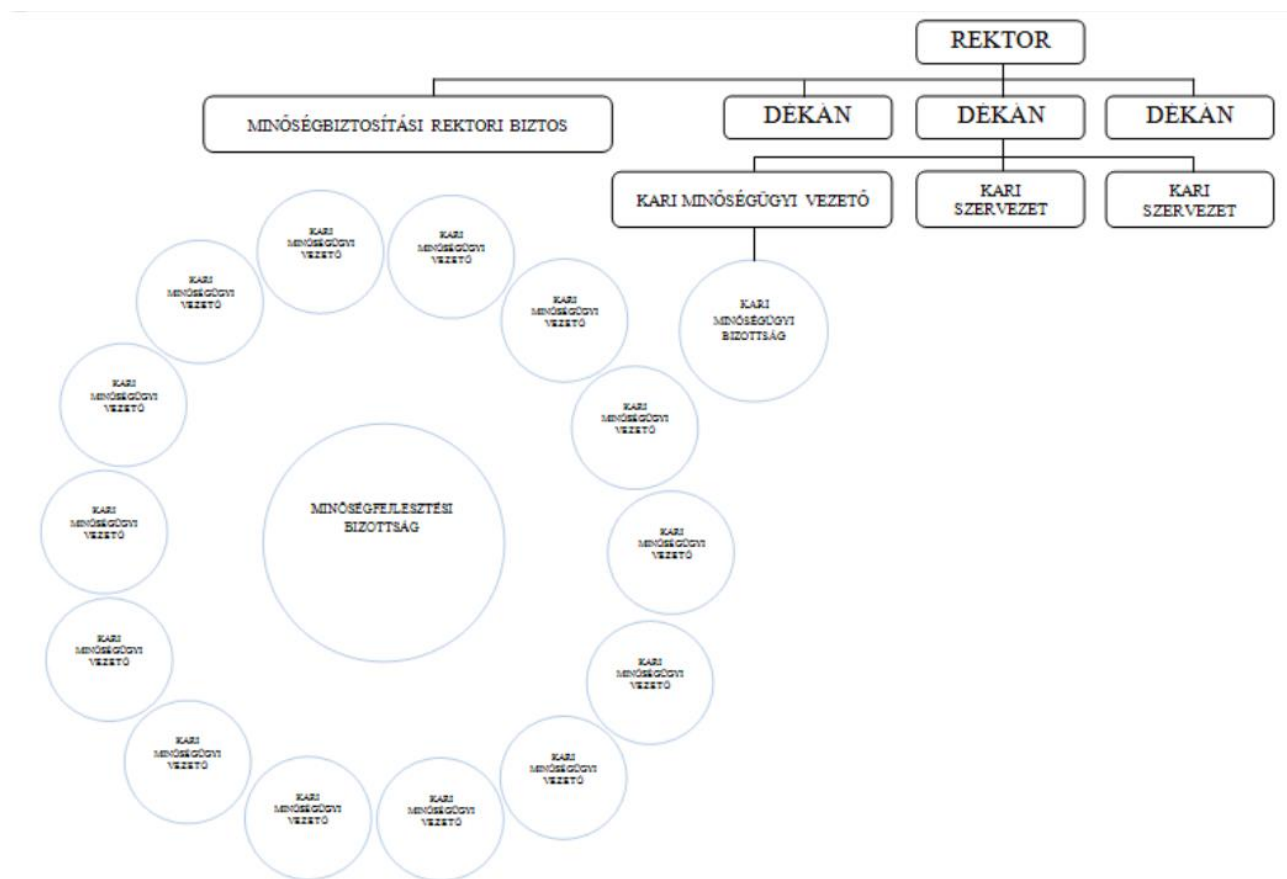 REKTOR
MINŐSÉGBIZTOSÍTÁSI REKTORI BIZTOS
DÉKÁN
DÉKÁN
DÉKÁN
KARI MINŐSÉGÜGYI VEZETŐ
KARI
SZERVEZET
KARI
SZERVEZET
KARI
MINŐSÉGÜGYI
BIZOTTSÁG
KARI
MINŐSÉGÜGYI
VEZETŐ
KARI
MINŐSÉGÜGYI
VEZETŐ
KARI
MINŐSÉGÜGYI
VEZETŐ
KARI
MINŐSÉGÜGYI
VEZETŐ
KARI
MINŐSÉGÜGYI
VEZETŐ
KARI
MINŐSÉGÜGYI
VEZETŐ
KARI
MINŐSÉGÜGYI
VEZETŐ
KARI
MINŐSÉGÜGYI
VEZETŐ
KARI
MINŐSÉGÜGYI
VEZETŐ
KARI
MINŐSÉGÜGYI
VEZETŐ
KARI
MINŐSÉGÜGYI
VEZETŐ
KARI
MINŐSÉGÜGYI
VEZETŐ
KARI
MINŐSÉGÜGYI
VEZETŐ
KARI
MINŐSÉGÜGYI
VEZETŐ
MINŐSÉGFEJLESZTÉSI
BIZOTTSÁG